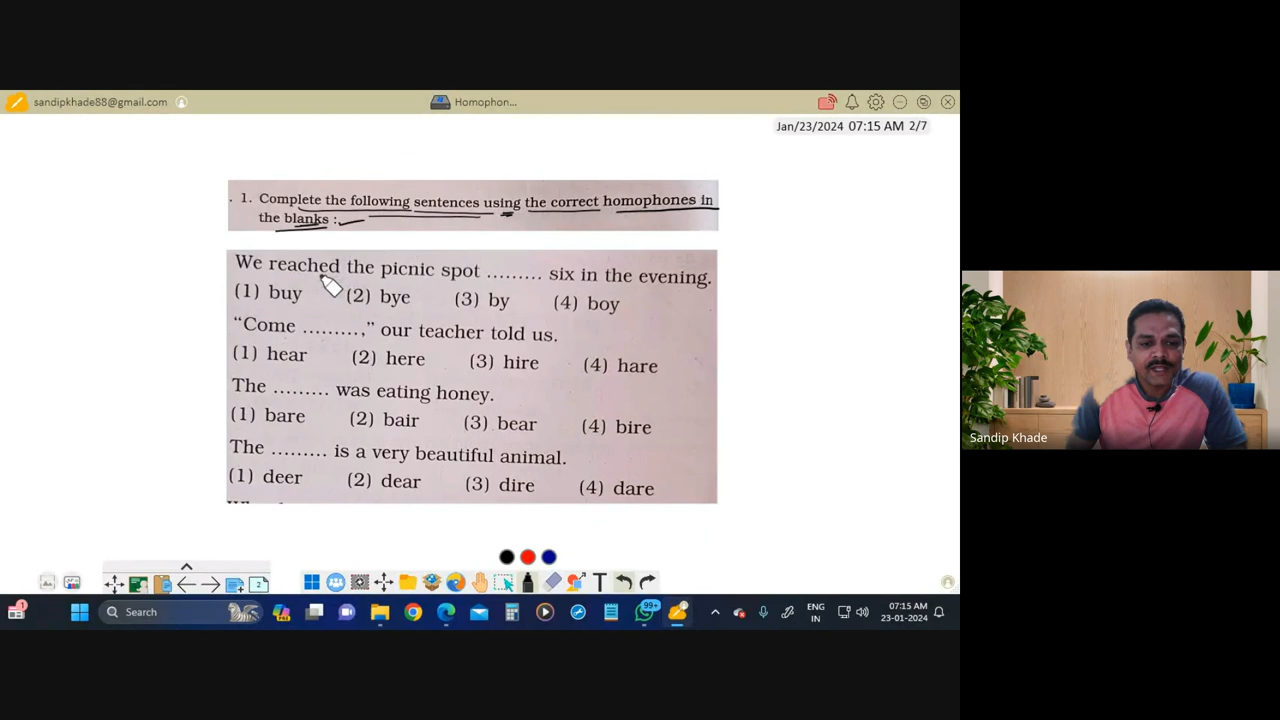 sandipkhade88@gmail.com
Homophon...
Jan/23/2024 07:15 AM 2/7
. 1. Complete the following sentences using the correct homophones in
the blanks :
We reached the picnic spot ......... six in the evening.
(1) buy (2) bye (3) by (4) boy
“Come .........,” our teacher told us.
(1) hear (2) here (3) hire (4) hare
The ......... was eating honey.
(1) bare (2) bair (3) bear (4) bire
The ......... is a very beautiful animal.
(1) deer (2) dear (3) dire (4) dare
Sandip Khade
2
T
1
Search
PRE
99+
ENG
IN
07:15 AM
23-01-2024